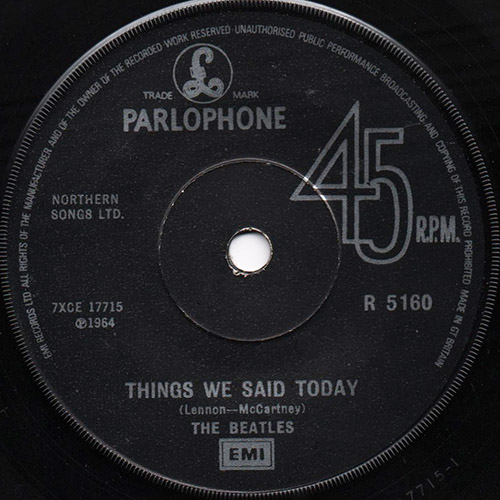 EMI RECORDS LTD ALL RIGHTS OF THE MANUFACTURER AND OF THE OWNER OF THE RECORDED WORK RESERVED UNAUTHORISED PUBLIC PERFORMANCE BROADCASTING AND COPYING OF THIS RECORD PROHIBITED MADE IN GT BRITAIN
£
TRADE MARK
PARLOPHONE
45
R.P.M.
NORTHERN
SONGS LTD.
7XCE 17715
℗1964
R 5160
THINGS WE SAID TODAY
(Lennon—McCartney)
THE BEATLES
EMI
7715-1